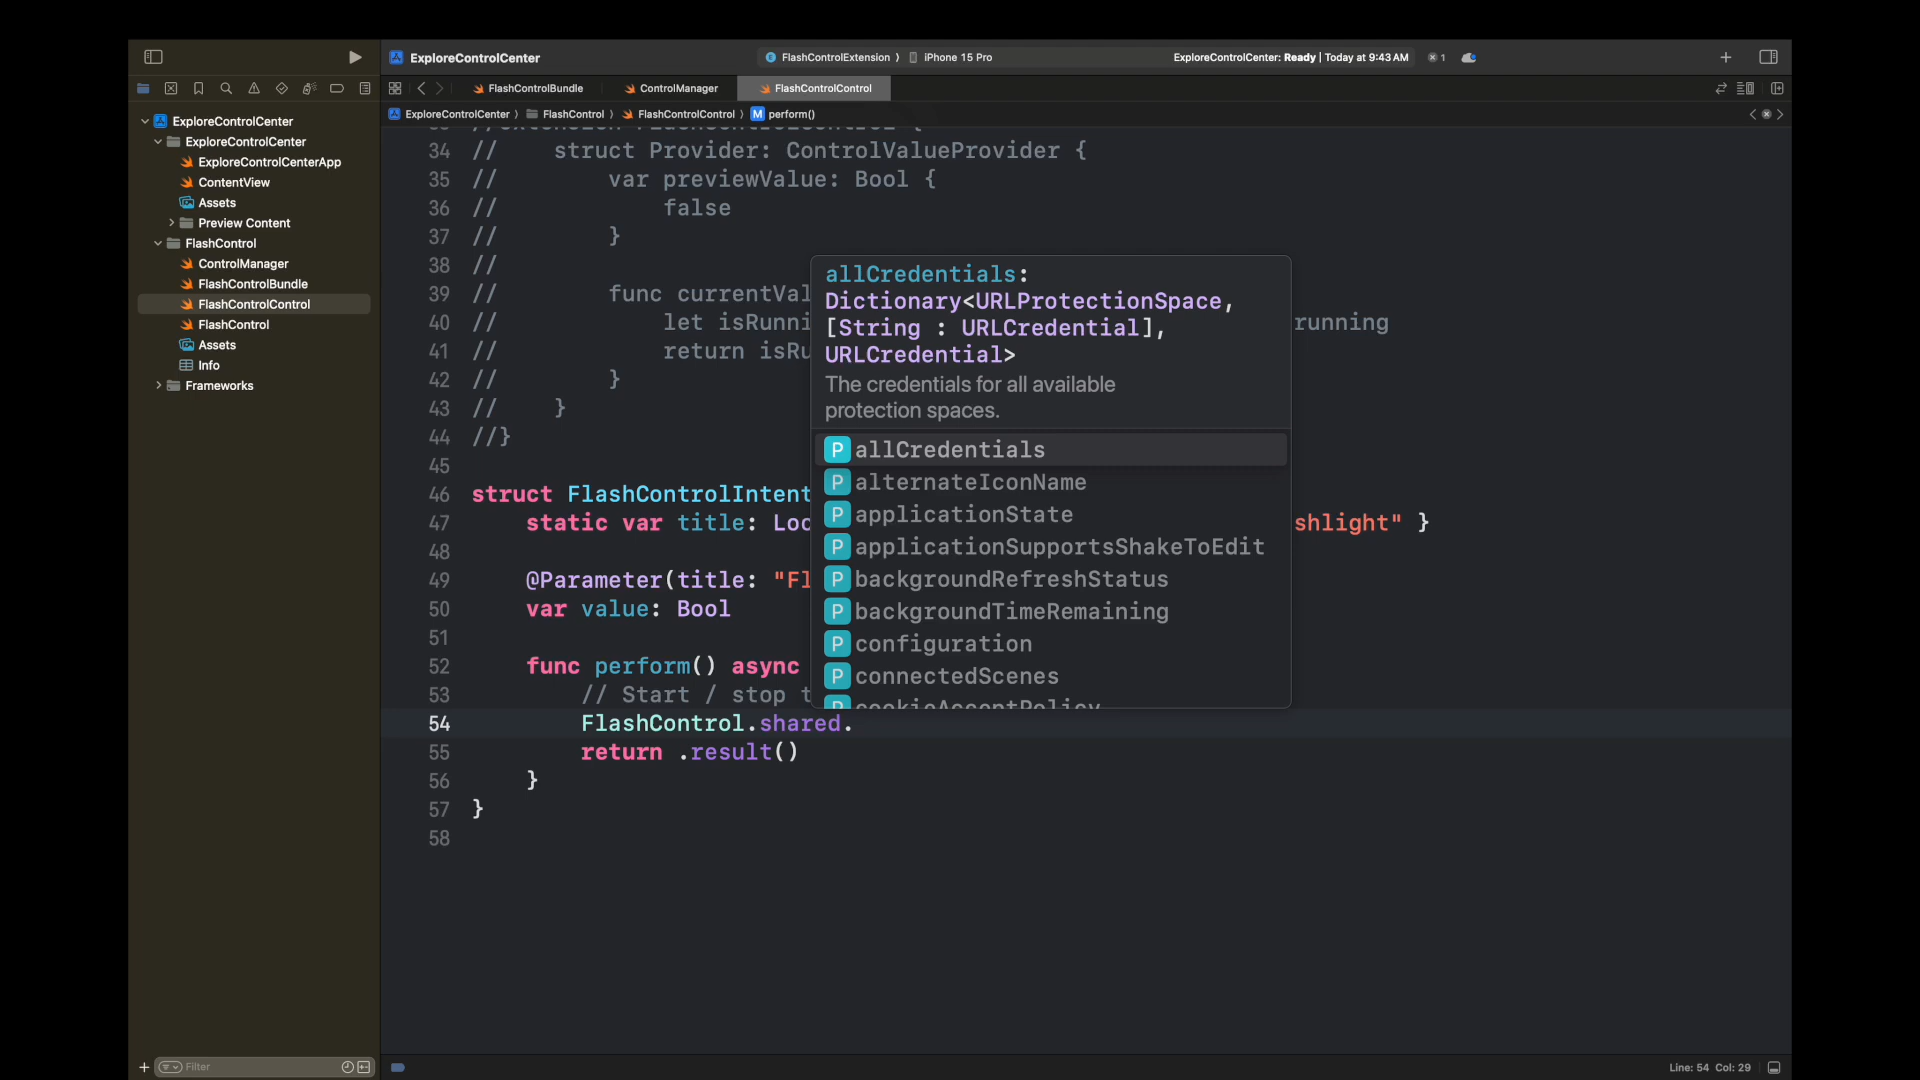 ExploreControlCenter
FlashControlExtension
iPhone 15 Pro
ExploreControlCenter: Ready | Today at 9:43 AM
1
FlashControlBundle
ControlManager
FlashControlControl
ExploreControlCenter
FlashControl
FlashControlControl
M perform()
ExploreControlCenter
ExploreControlCenter
ExploreControlCenterApp
ContentView
Assets
Preview Content
FlashControl
ControlManager
FlashControlBundle
FlashControlControl
FlashControl
Assets
Info
Frameworks
34 // struct Provider: ControlValueProvider {
35 // var previewValue: Bool {
36 // false
37 // }
38 //
39 // func currentVal
40 // let isRunni running
41 // return isRu
42 // }
43 // }
44 //}
45
46 struct FlashControlIntent
47 static var title: Loc shlight" }
48
49 @Parameter(title: "Fl
50 var value: Bool
51
52 func perform() async
53 // Start / stop t
54 FlashControl.shared.
55 return .result()
56 }
57 }
58
allCredentials:
Dictionary<URLProtectionSpace,
[String : URLCredential],
URLCredential>
The credentials for all available
protection spaces.
P allCredentials
P alternateIconName
P applicationState
P applicationSupportsShakeToEdit
P backgroundRefreshStatus
P backgroundTimeRemaining
P configuration
P connectedScenes
P cookieAcceptPolicy
Filter
Line: 54 Col: 29